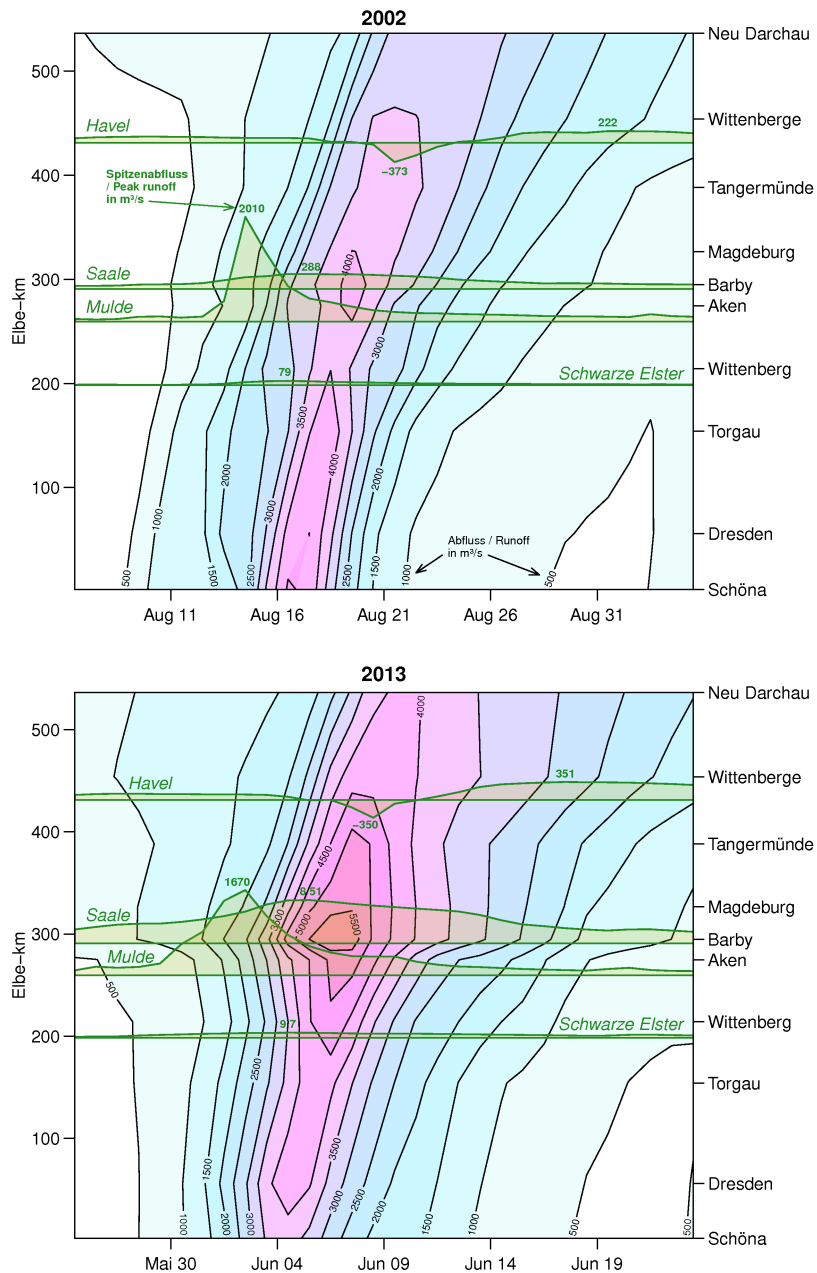 2002
Neu Darchau
500
Wittenberge
Havel
222
400
−373
Tangermünde
Spitzenabfluss
/ Peak runoff
in m³/s
2010
Magdeburg
4000
300
Saale
288
Barby
Mulde
Aken
Elbe−km
3000
Wittenberg
200
79
Schwarze Elster
3500
Torgau
4000
2000
2000
100
3000
1000
Abfluss / Runoff
in m³/s
Dresden
500
1500
2500
2500
1500
1000
500
Schöna
Aug 11
Aug 16
Aug 21
Aug 26
Aug 31
2013
Neu Darchau
4000
500
Wittenberge
Havel
351
400
−350
Tangermünde
4500
1670
851
Magdeburg
Saale
3500
5000
5500
300
Barby
Mulde
Aken
Elbe−km
500
Wittenberg
97
Schwarze Elster
200
2500
Torgau
100
3500
1500
Dresden
3000
2500
2000
1000
2000
3000
1500
1000
500
500
Schöna
Mai 30
Jun 04
Jun 09
Jun 14
Jun 19